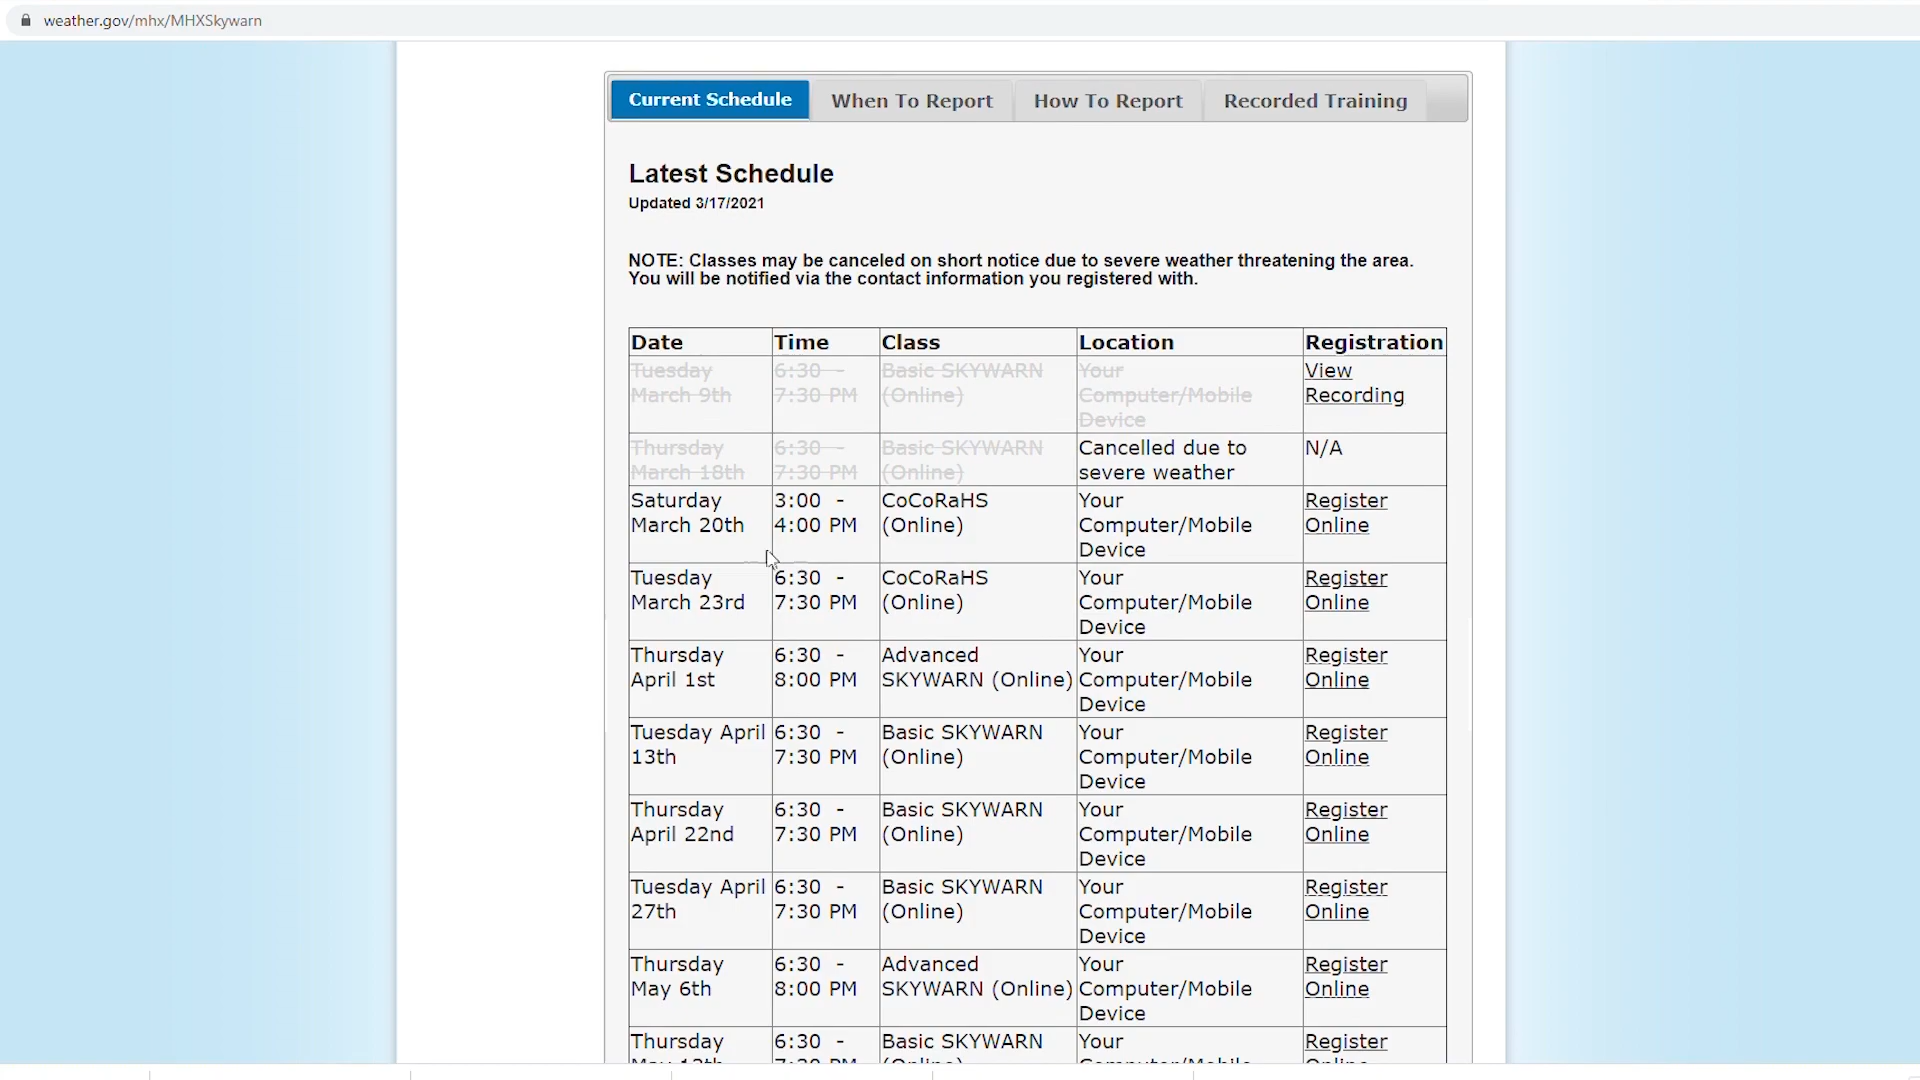 weather.gov/mhx/MHXSkywarn
Current Schedule When To Report How To Report Recorded Training
Latest Schedule
Updated 3/17/2021
NOTE: Classes may be canceled on short notice due to severe weather threatening the area.
You will be notified via the contact information you registered with.
Date Time Class Location Registration
Tuesday 6:30 - Basic SKYWARN Your View
March 9th 7:30 PM (Online) Computer/Mobile Recording
Device
Thursday 6:30 - Basic SKYWARN Cancelled due to N/A
March 18th 7:30 PM (Online) severe weather
Saturday 3:00 - CoCoRaHS Your Register
March 20th 4:00 PM (Online) Computer/Mobile Online
Device
Tuesday 6:30 - CoCoRaHS Your Register
March 23rd 7:30 PM (Online) Computer/Mobile Online
Device
Thursday 6:30 - Advanced Your Register
April 1st 8:00 PM SKYWARN (Online) Computer/Mobile Online
Device
Tuesday April 6:30 - Basic SKYWARN Your Register
13th 7:30 PM (Online) Computer/Mobile Online
Device
Thursday 6:30 - Basic SKYWARN Your Register
April 22nd 7:30 PM (Online) Computer/Mobile Online
Device
Tuesday April 6:30 - Basic SKYWARN Your Register
27th 7:30 PM (Online) Computer/Mobile Online
Device
Thursday 6:30 - Advanced Your Register
May 6th 8:00 PM SKYWARN (Online) Computer/Mobile Online
Device
Thursday 6:30 - Basic SKYWARN Your Register